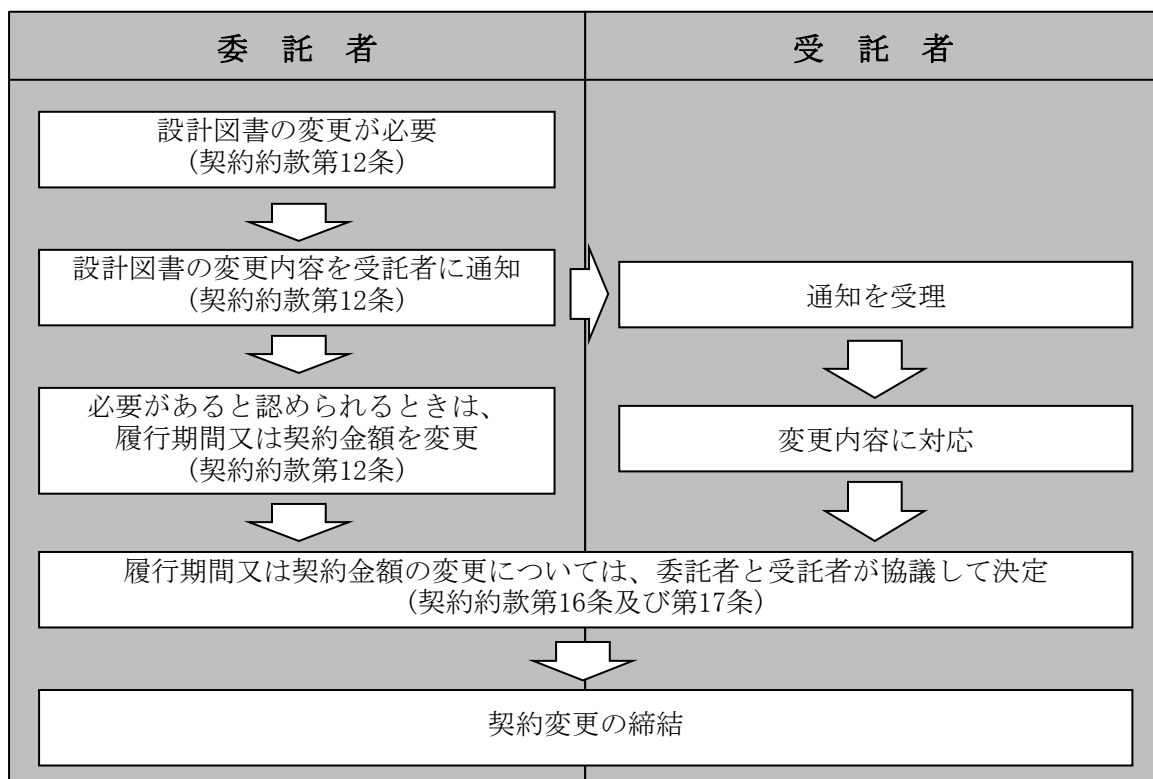 委 託 者
受 託 者
設計図書の変更が必要
(契約約款第12条)
設計図書の変更内容を受託者に通知
(契約約款第12条)
通知を受理
必要があると認められるときは、
履行期間又は契約金額を変更
(契約約款第12条)
変更内容に対応
履行期間又は契約金額の変更については、委託者と受託者が協議して決定
(契約約款第16条及び第17条)
契約変更の締結